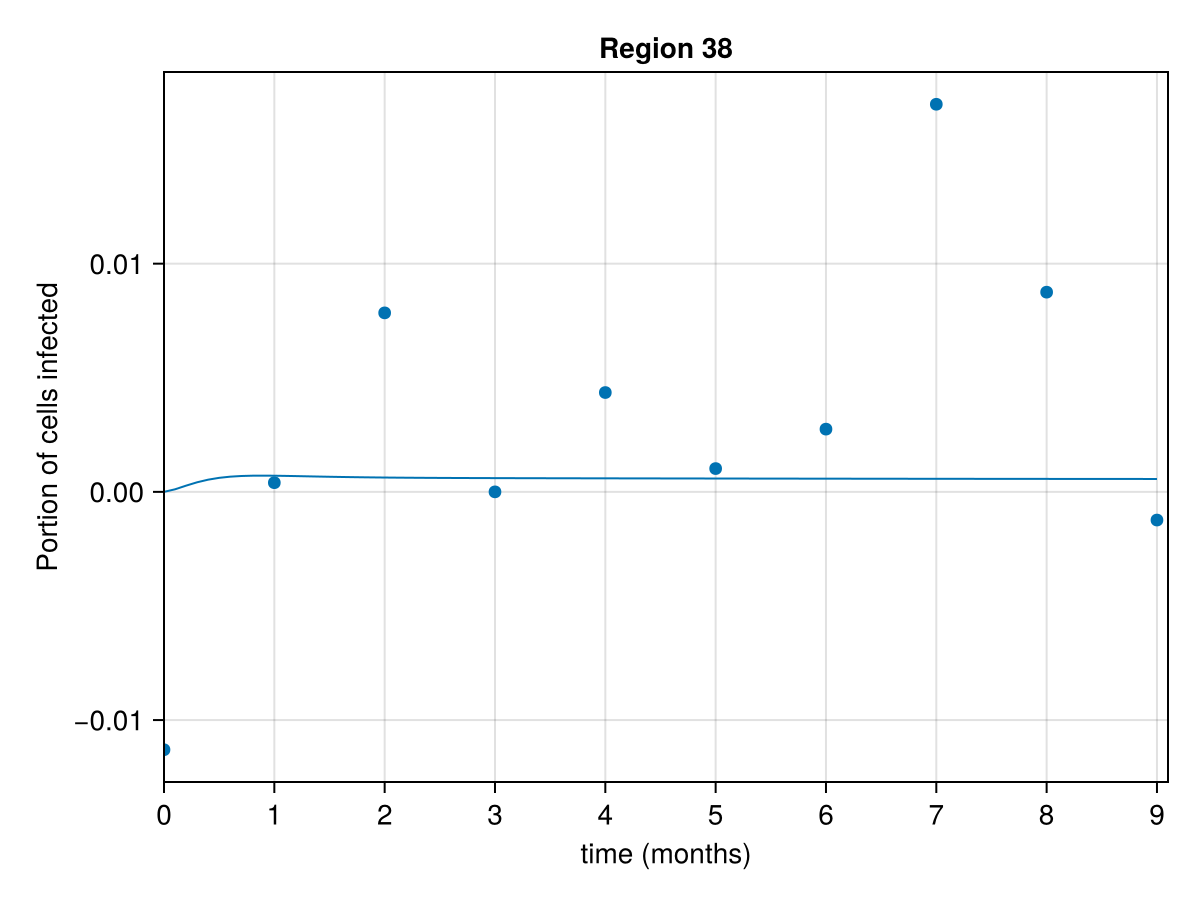 Region 38
Portion of cells infected
0.01
0.00
−0.01
0 1 2 3 4 5 6 7 8 9
time (months)